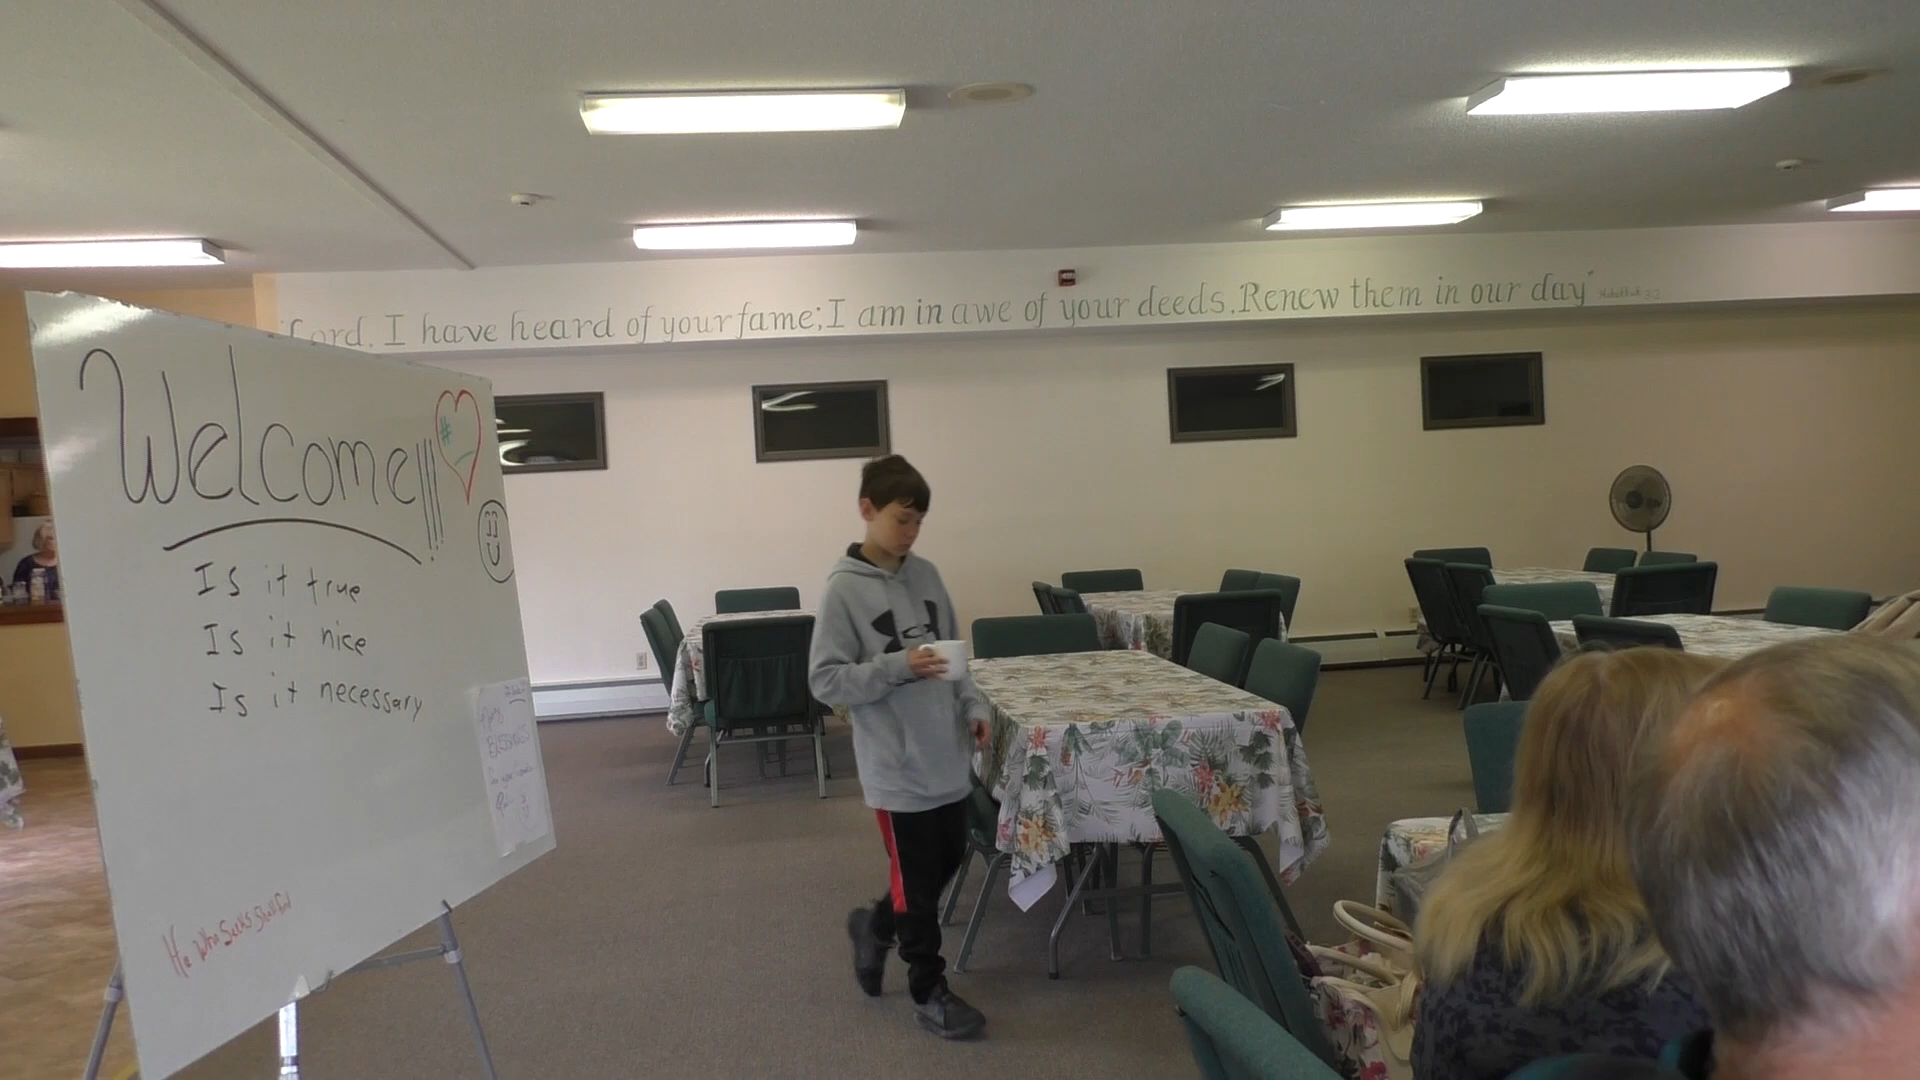 Lord, I have heard of your fame; I am in awe of your deeds. Renew them in our day"
Welcome!!!
#
Is it true
Is it nice
Is it necessary
BLESSINGS
He who seeks shall find